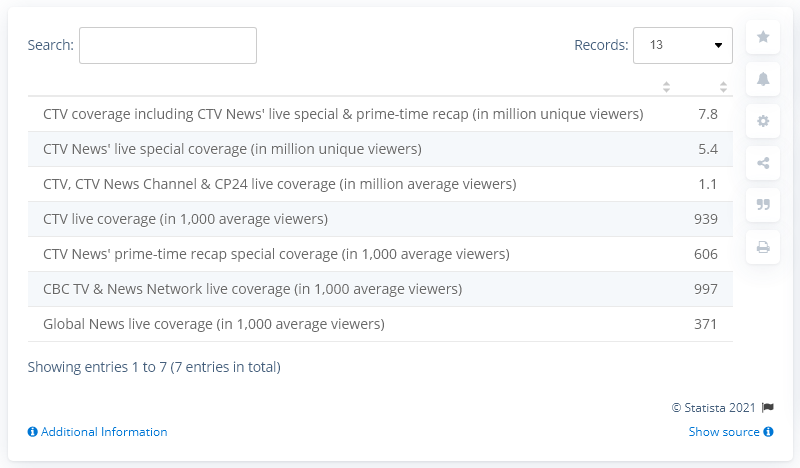 Search:
Records: 13
CTV coverage including CTV News' live special & prime-time recap (in million unique viewers) 7.8
CTV News' live special coverage (in million unique viewers) 5.4
CTV, CTV News Channel & CP24 live coverage (in million average viewers) 1.1
CTV live coverage (in 1,000 average viewers) 939
CTV News' prime-time recap special coverage (in 1,000 average viewers) 606
CBC TV & News Network live coverage (in 1,000 average viewers) 997
Global News live coverage (in 1,000 average viewers) 371
Showing entries 1 to 7 (7 entries in total)
© Statista 2021
Additional Information
Show source